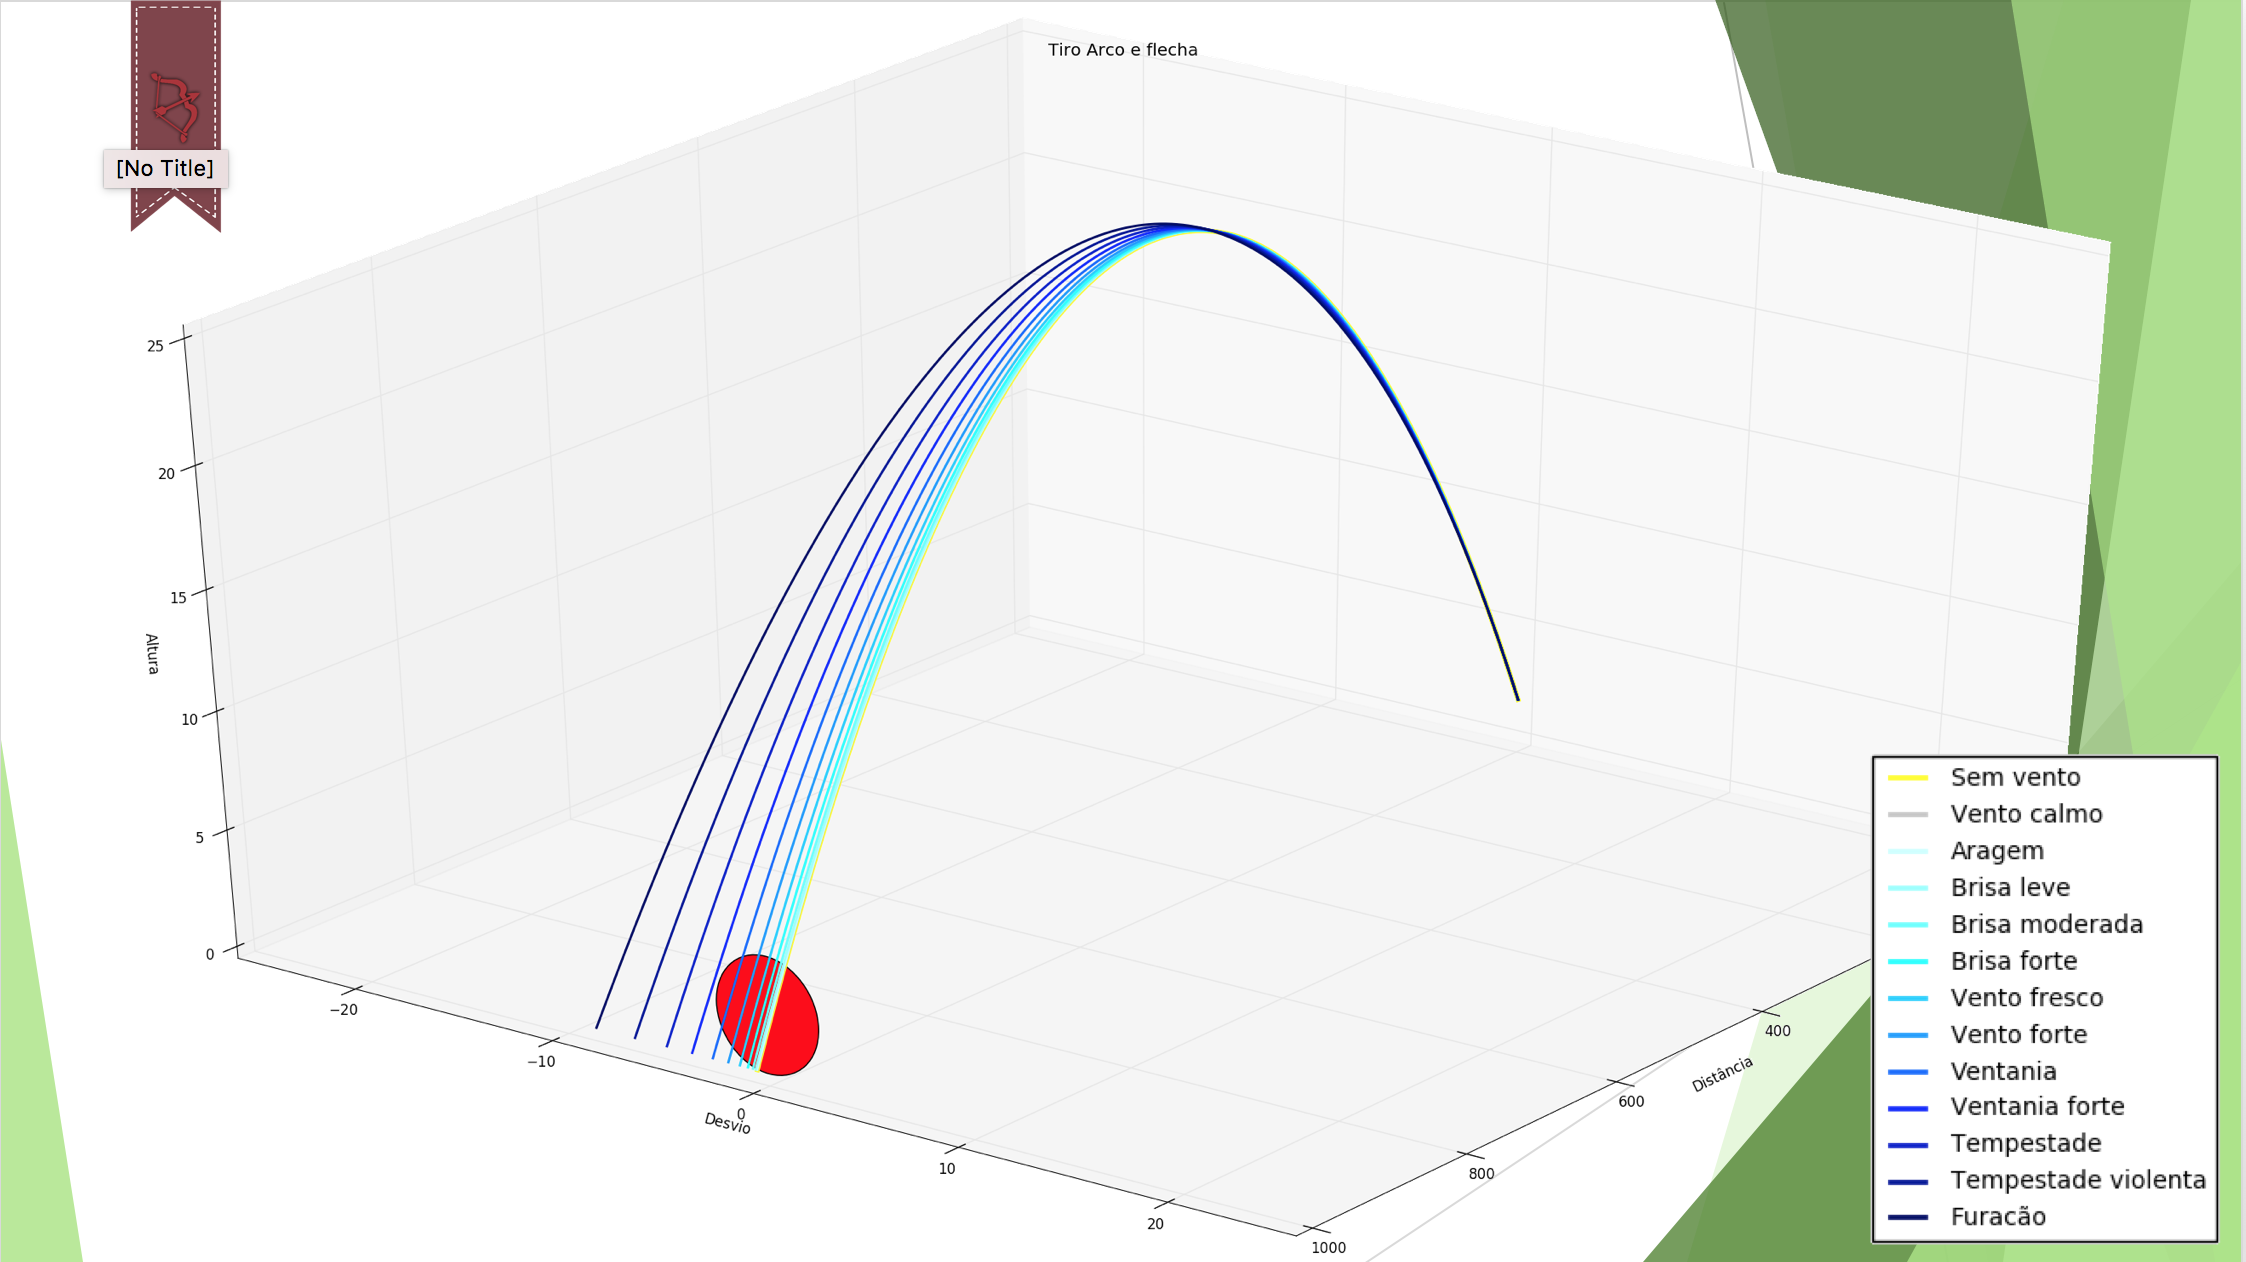 Tiro Arco e flecha
[No Title]
25
20
15
10
5
0
Altura
−20
−10
0
10
20
Desvio
400
600
800
1000
Distância
Sem vento
Vento calmo
Aragem
Brisa leve
Brisa moderada
Brisa forte
Vento fresco
Vento forte
Ventania
Ventania forte
Tempestade
Tempestade violenta
Furacão